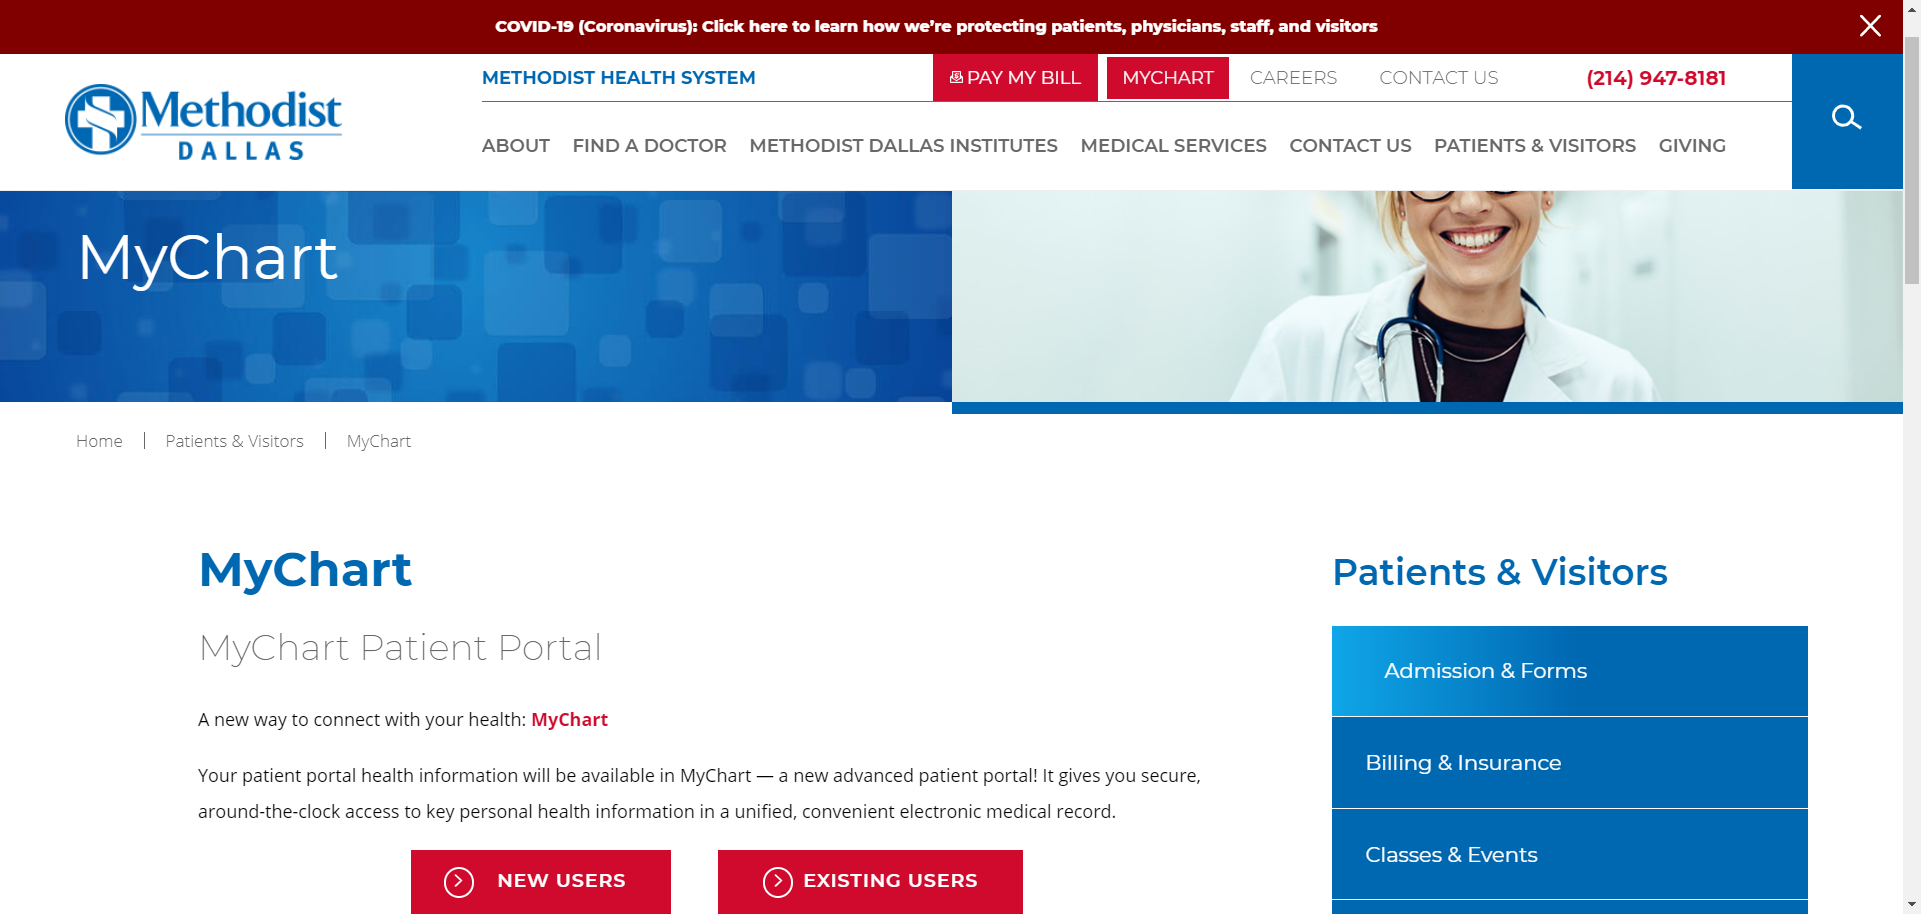 COVID-19 (Coronavirus): Click here to learn how we're protecting patients, physicians, staff, and visitors
Methodist
DALLAS
METHODIST HEALTH SYSTEM
PAY MY BILL
MYCHART
CAREERS
CONTACT US
(214) 947-8181
ABOUT
FIND A DOCTOR
METHODIST DALLAS INSTITUTES
MEDICAL SERVICES
CONTACT US
PATIENTS & VISITORS
GIVING
MyChart
Home | Patients & Visitors | MyChart
MyChart
MyChart Patient Portal
A new way to connect with your health: MyChart
Your patient portal health information will be available in MyChart — a new advanced patient portal! It gives you secure,
around-the-clock access to key personal health information in a unified, convenient electronic medical record.
NEW USERS
EXISTING USERS
Patients & Visitors
Admission & Forms
Billing & Insurance
Classes & Events